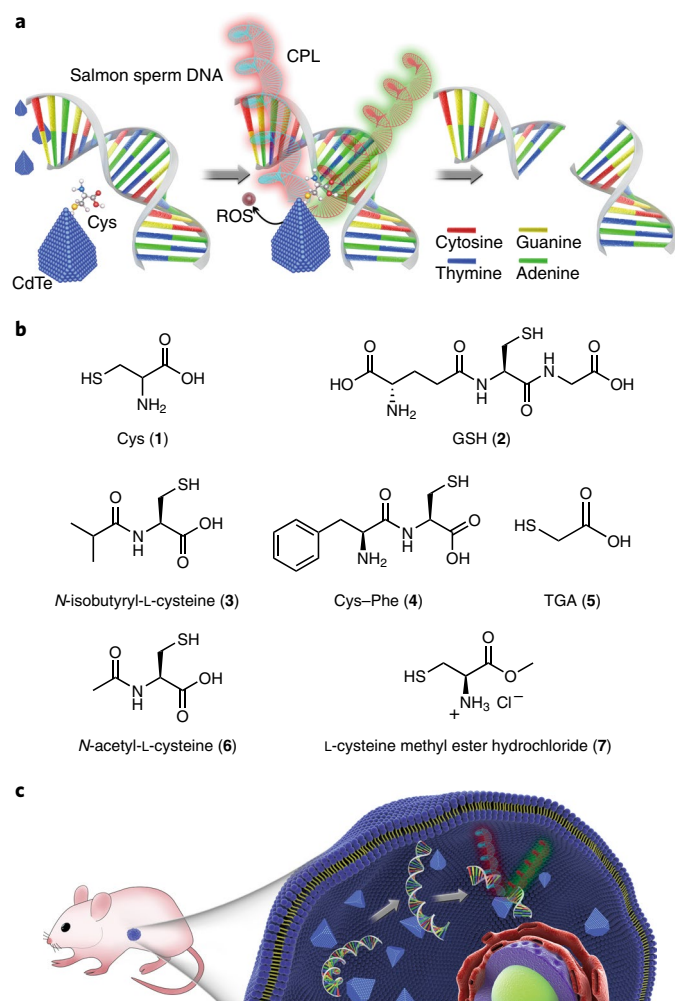 a
Salmon sperm DNA
CPL
Cys
ROS
CdTe
Cytosine Guanine
Thymine Adenine
b
O
HS OH
NH₂
Cys (1)
SH
O O O
HO N H H N OH
NH₂ O
GSH (2)
SH
O
N H OH
O
N-isobutyryl-L-cysteine (3)
SH
O
N H O
NH₂ OH
Cys–Phe (4)
O
HS
OH
TGA (5)
SH
O
N H OH
O
N-acetyl-L-cysteine (6)
O
HS O
NH₃ Cl⁻
+
L-cysteine methyl ester hydrochloride (7)
c